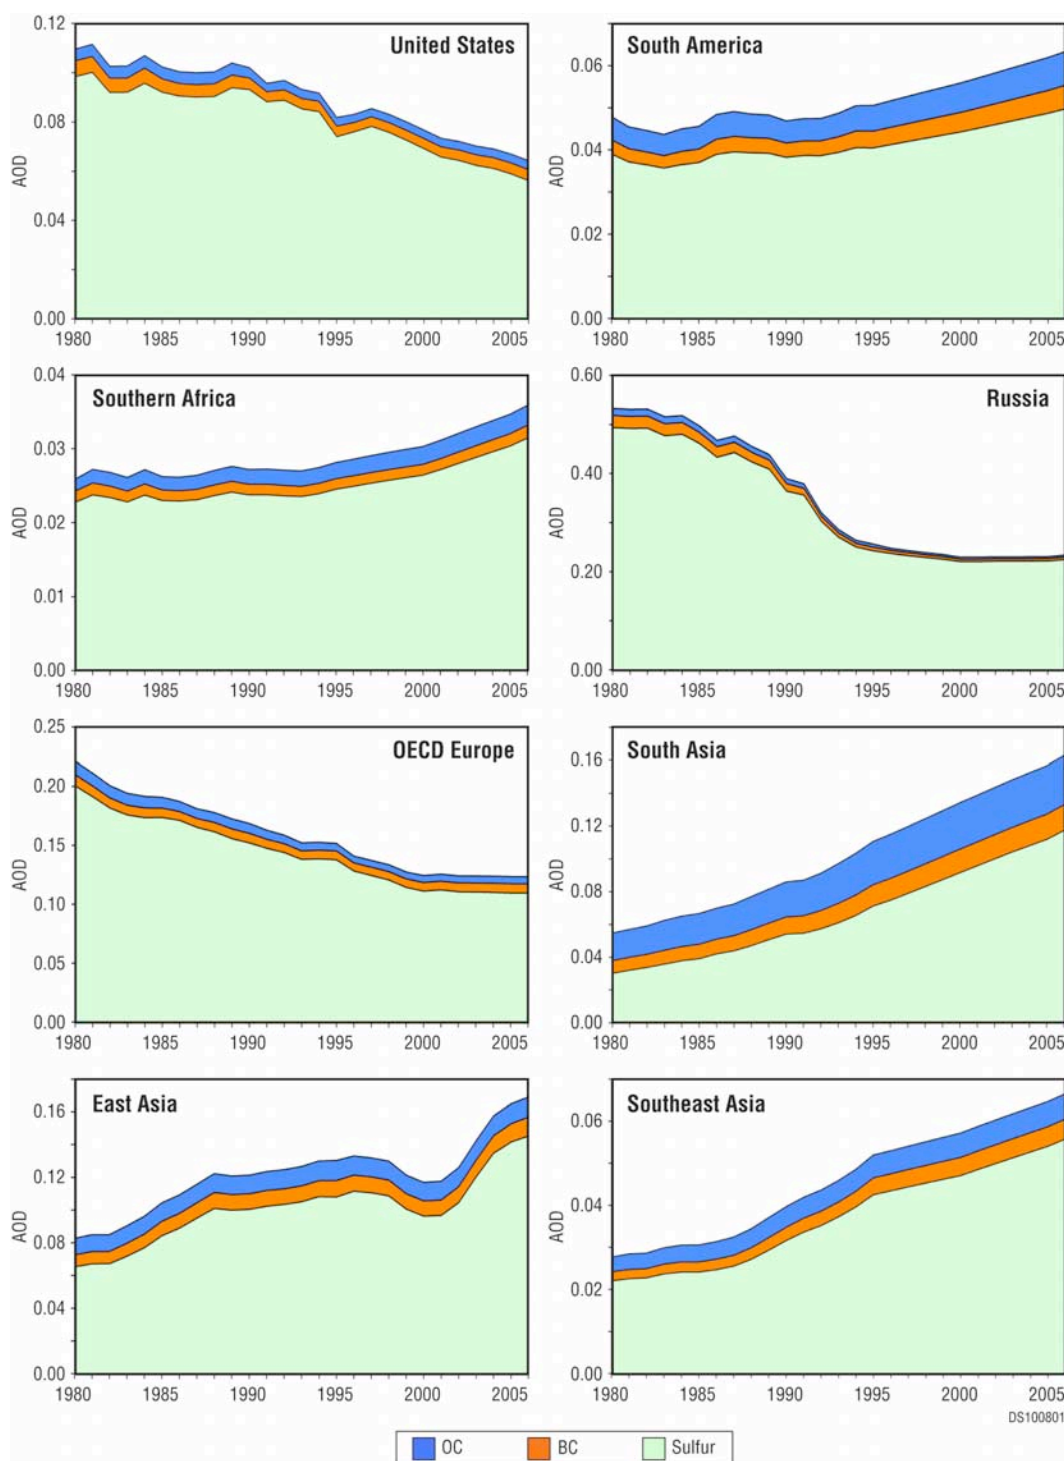 0.12
0.08
0.04
0.00
AOD
United States
1980 1985 1990 1995 2000 2005
0.06
0.04
0.02
0.00
AOD
South America
1980 1985 1990 1995 2000 2005
0.04
0.03
0.02
0.01
0.00
AOD
Southern Africa
1980 1985 1990 1995 2000 2005
0.60
0.40
0.20
0.00
AOD
Russia
1980 1985 1990 1995 2000 2005
0.25
0.20
0.15
0.10
0.05
0.00
AOD
OECD Europe
1980 1985 1990 1995 2000 2005
0.16
0.12
0.08
0.04
0.00
AOD
South Asia
1980 1985 1990 1995 2000 2005
0.16
0.12
0.08
0.04
0.00
AOD
East Asia
1980 1985 1990 1995 2000 2005
0.06
0.04
0.02
0.00
AOD
Southeast Asia
1980 1985 1990 1995 2000 2005
DS100801
OC BC Sulfur